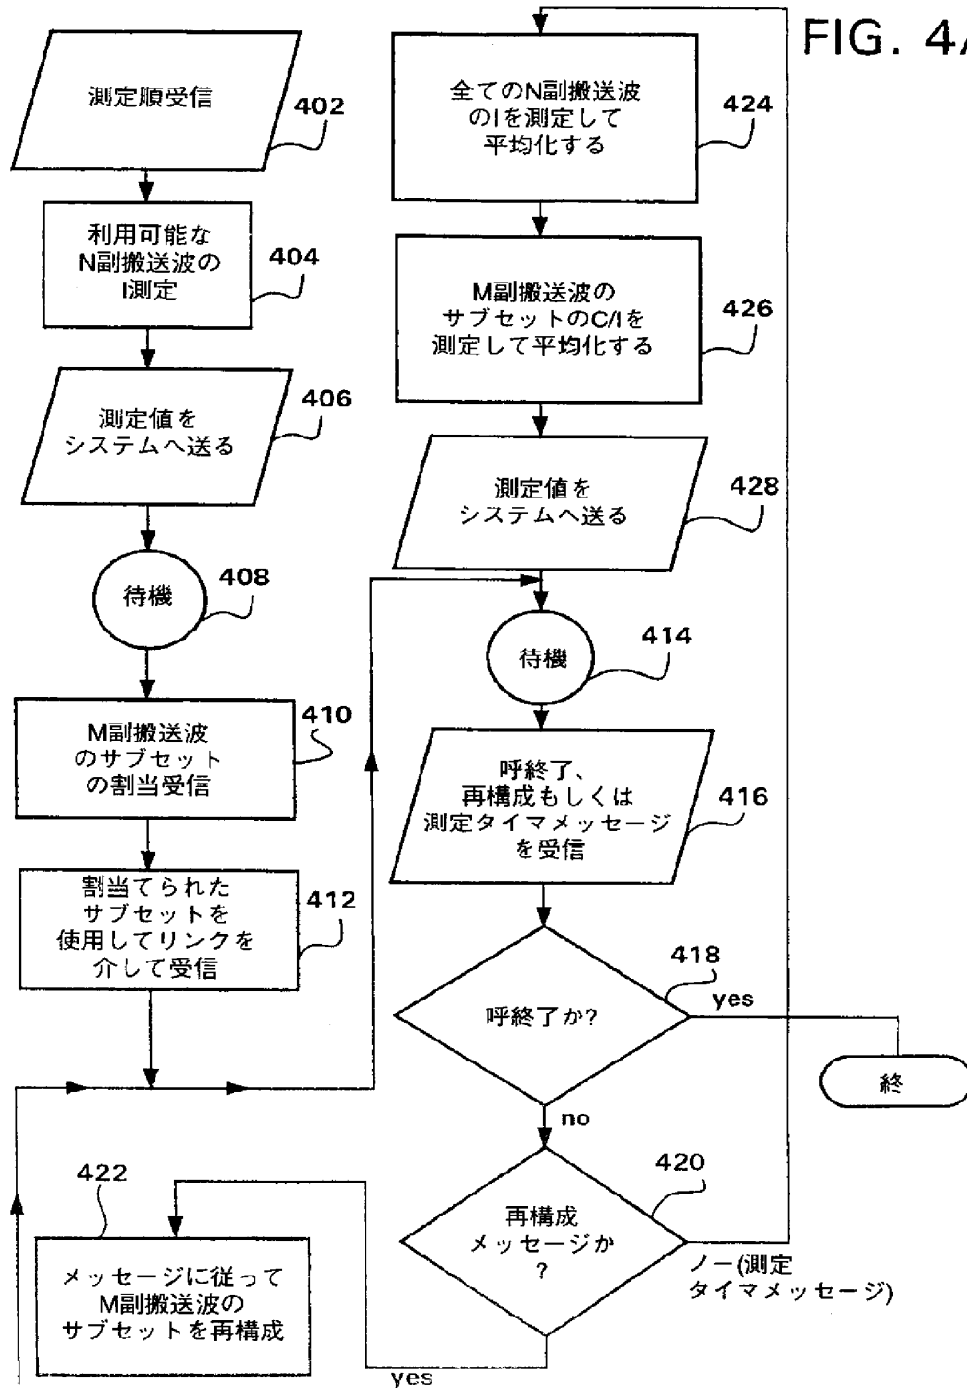 FIG. 4A
測定順受信
402
利用可能な
N副搬送波の
I測定
404
測定値を
システムへ送る
406
待機
408
M副搬送波
のサブセット
の割当受信
410
割当てられた
サブセットを
使用してリンクを
介して受信
412
422
メッセージに従って
M副搬送波の
サブセットを再構成
全てのN副搬送波
のIを測定して
平均化する
424
M副搬送波の
サブセットのC/Iを
測定して平均化する
426
測定値を
システムへ送る
428
待機
414
呼終了、
再構成もしくは
測定タイマメッセージ
を受信
416
呼終了か?
418
yes
終
no
再構成
メッセージか
?
420
ノー(測定
タイマメッセージ)
yes